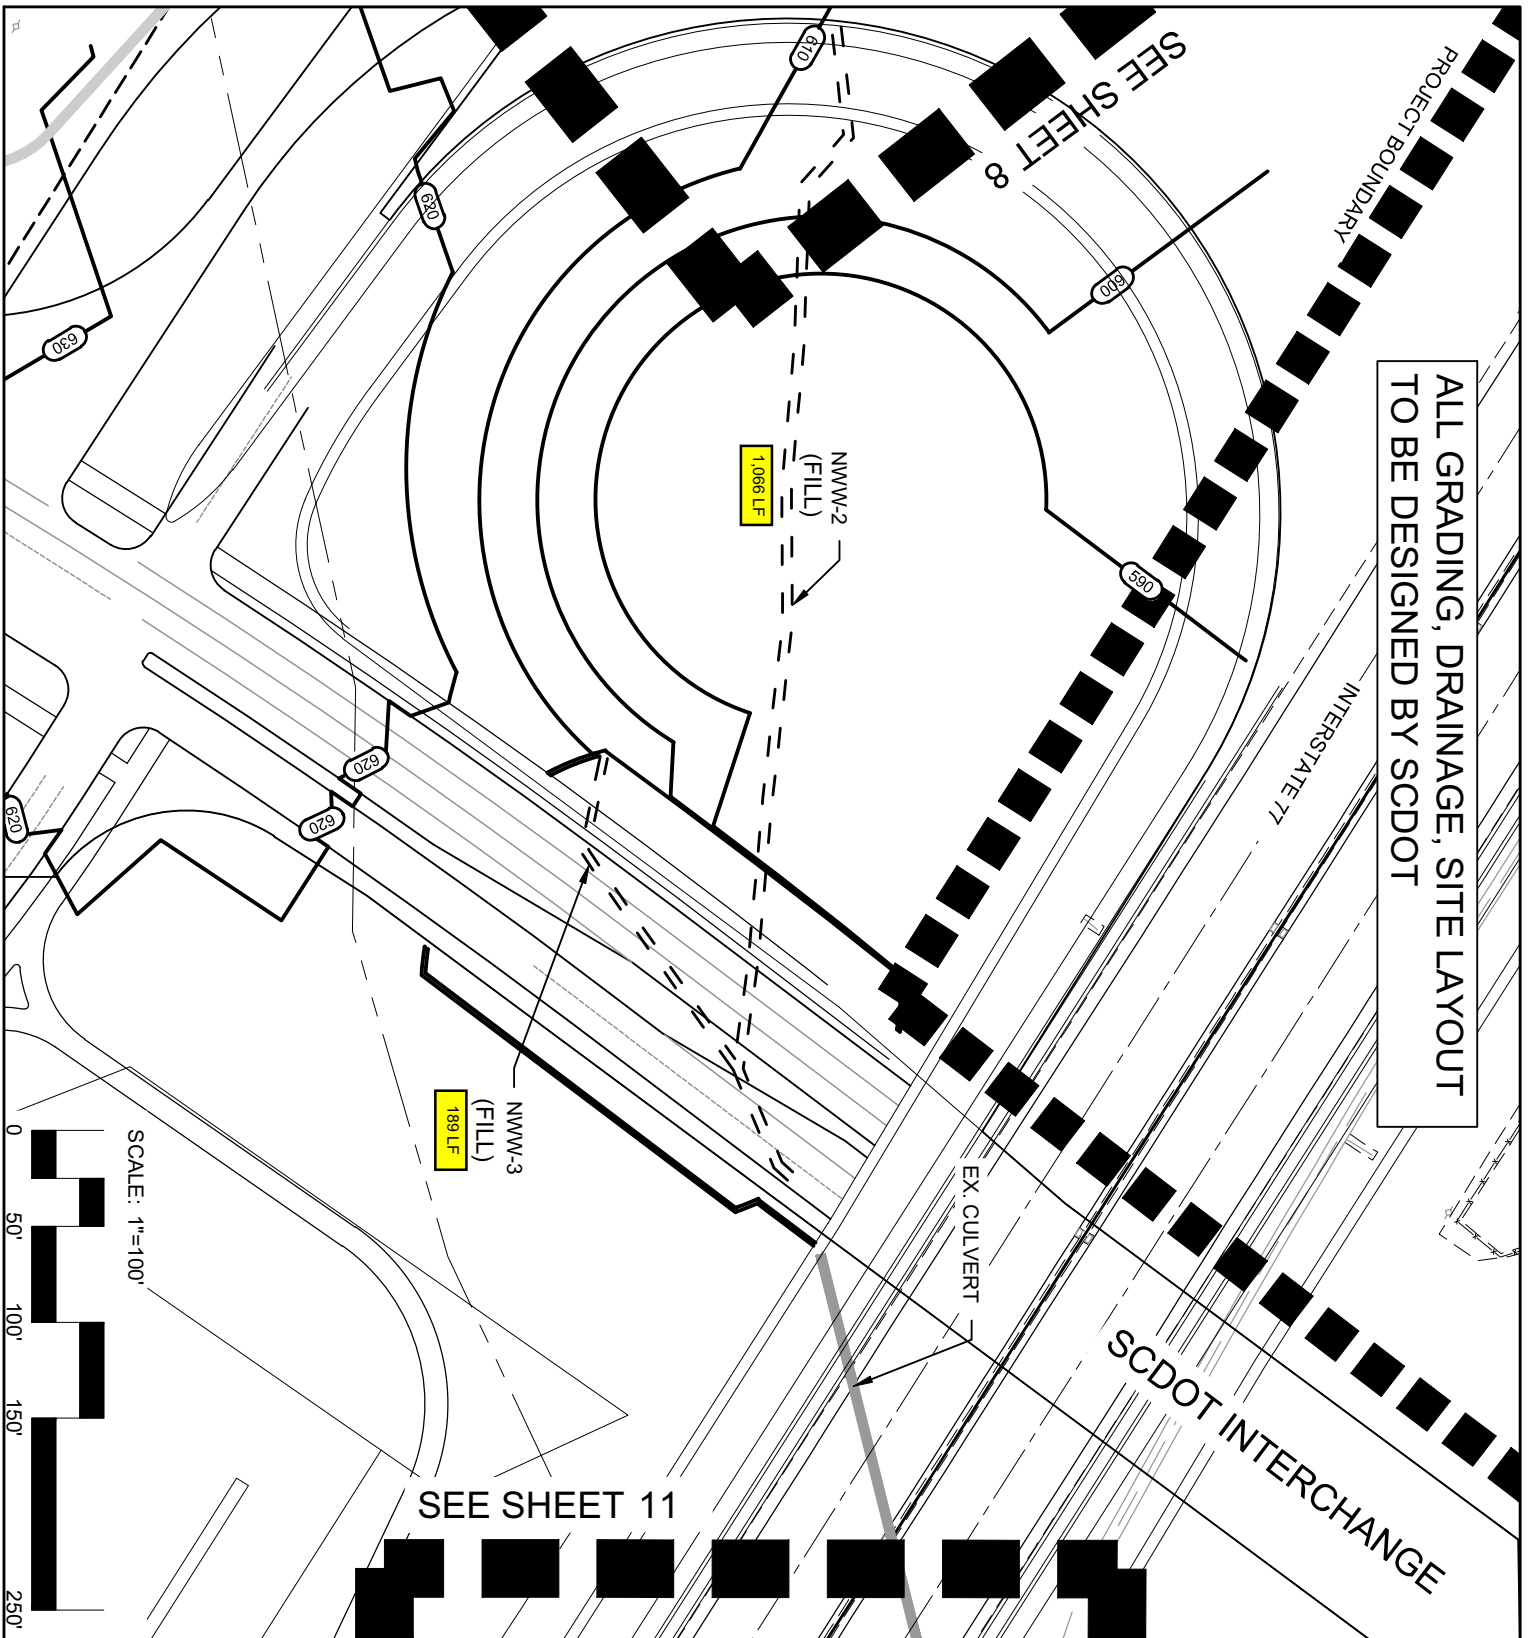 ALL GRADING, DRAINAGE, SITE LAYOUT
TO BE DESIGNED BY SCDOT
PROJECT BOUNDARY
SEE SHEET 8
INTERSTATE 77
610
600
590
620
630
620
620
620
NWW-2
(FILL)
1,066 LF
NWW-3
(FILL)
189 LF
EX. CULVERT
SCDOT INTERCHANGE
SEE SHEET 11
SCALE: 1"=100'
0 50' 100' 150' 250'